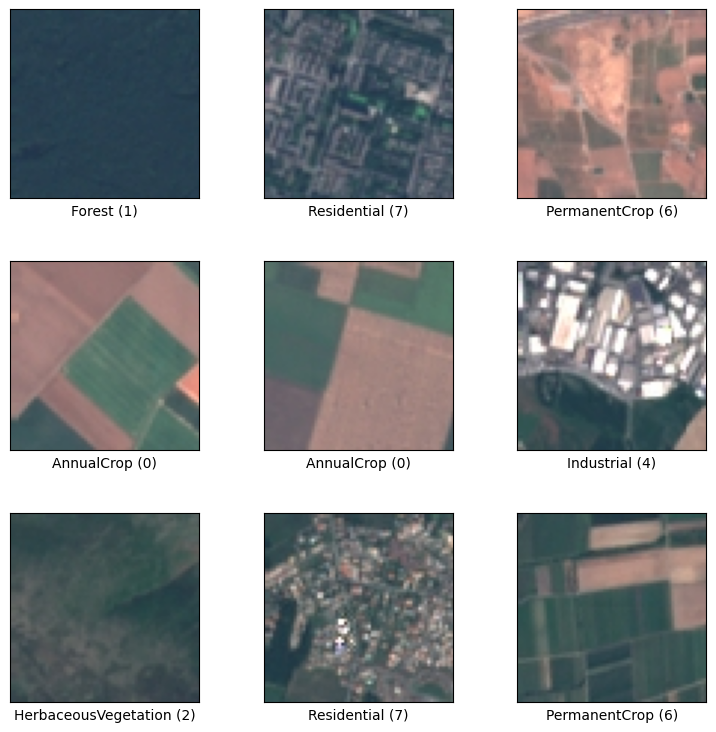 Forest (1)
Residential (7)
PermanentCrop (6)
AnnualCrop (0)
AnnualCrop (0)
Industrial (4)
HerbaceousVegetation (2)
Residential (7)
PermanentCrop (6)